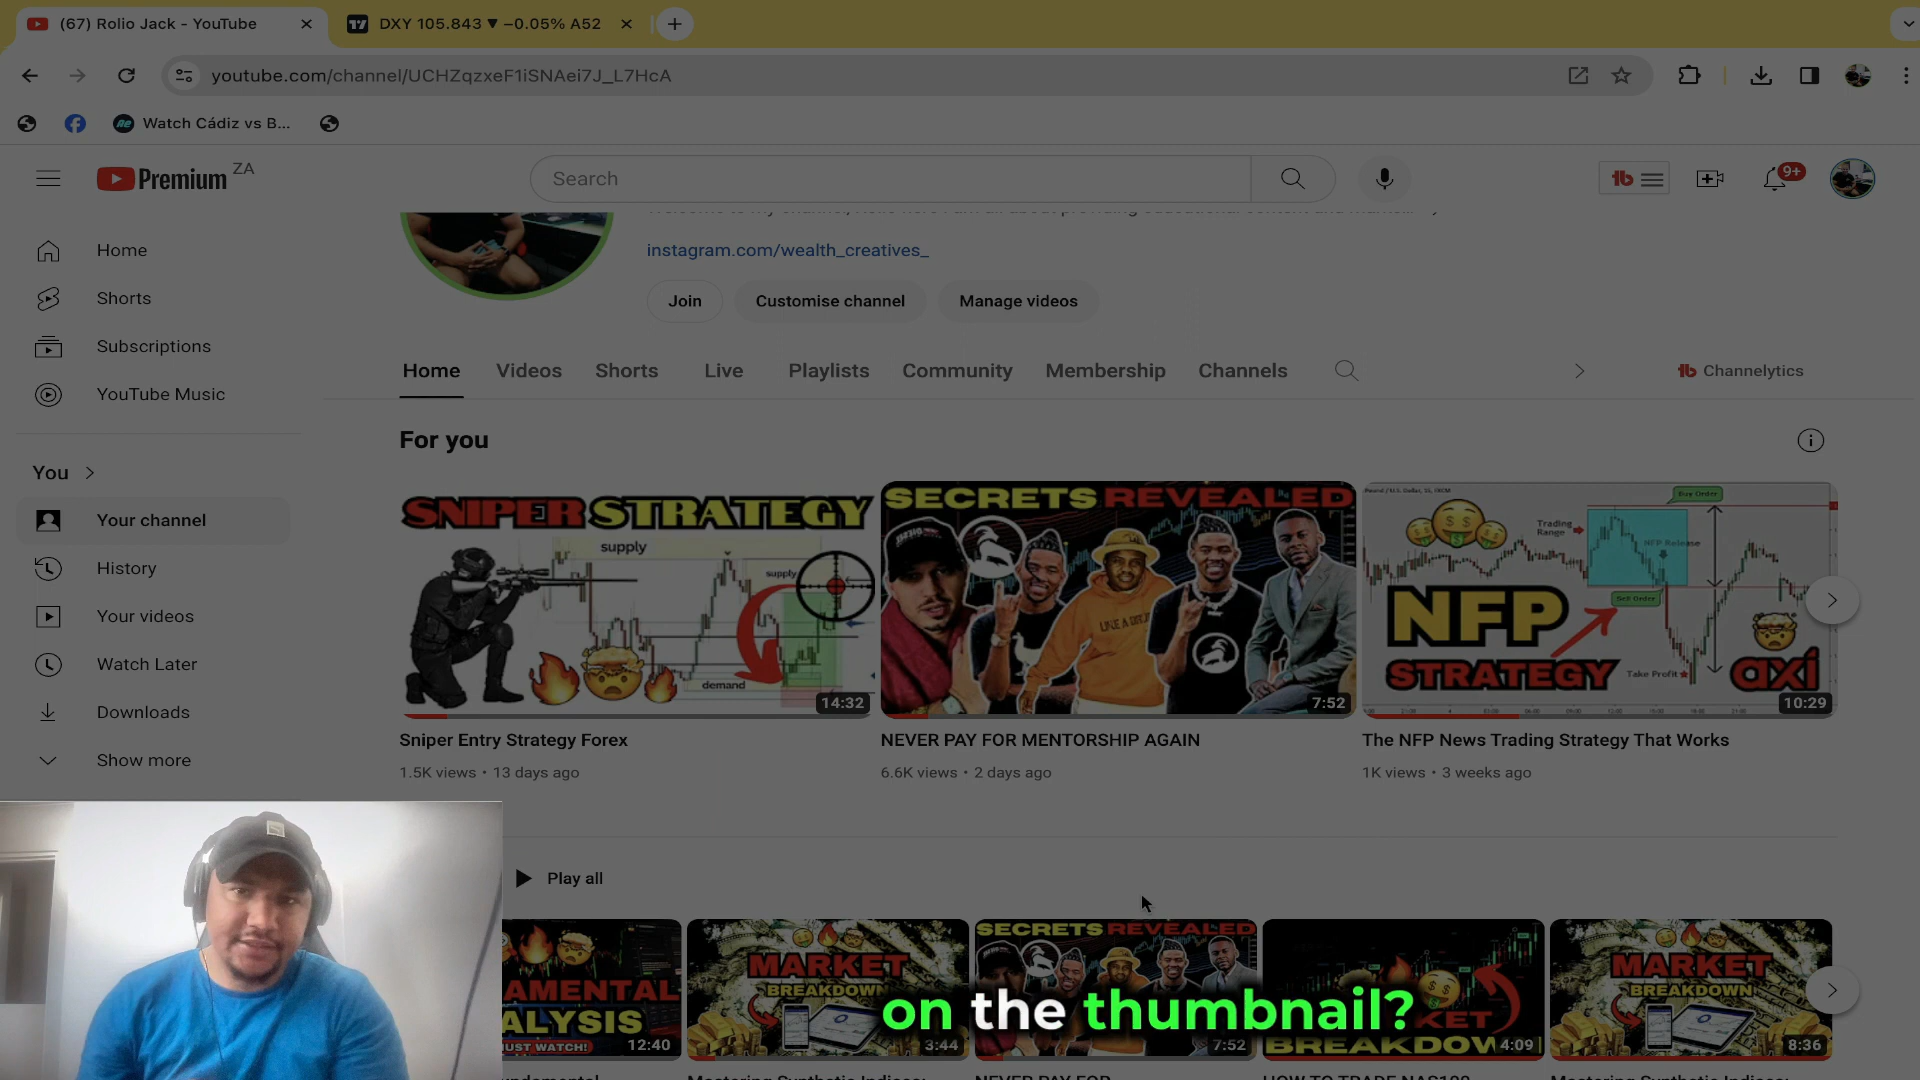 (67) Rolio Jack - YouTube
DXY 105.843 ▼ −0.05% A52
youtube.com/channel/UCHZqzxeF1iSNAei7J_L7HcA
Watch Cádiz vs B...
Premium ZA
Search
9+
Home
Shorts
Subscriptions
YouTube Music
You
Your channel
History
Your videos
Watch Later
Downloads
Show more
instagram.com/wealth_creatives_
Join
Customise channel
Manage videos
Home
Videos
Shorts
Live
Playlists
Community
Membership
Channels
Channelytics
For you
SNIPER STRATEGY
supply
supply
demand
14:32
Sniper Entry Strategy Forex
1.5K views • 13 days ago
SECRETS REVEALED
7:52
NEVER PAY FOR MENTORSHIP AGAIN
6.6K views • 2 days ago
Buy Order
Trading Range
NFP Release
Sell Order
NFP
STRATEGY
Take Profit
axi
10:29
The NFP News Trading Strategy That Works
1K views • 3 weeks ago
Play all
AMENTAL
ALYSIS
UST WATCH!
12:40
MARKET
BREAKDOWN
3:44
SECRETS REVEALED
7:52
KET
BREAKDOW
4:09
MARKET
BREAKDOWN
8:36
on the thumbnail?